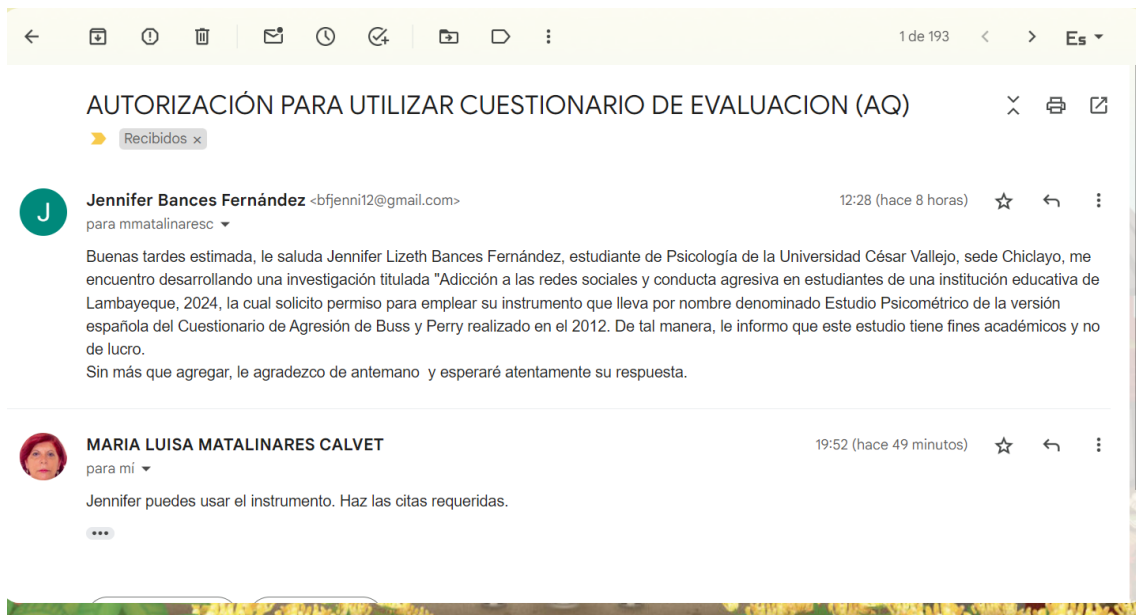 1 de 193
Es
AUTORIZACIÓN PARA UTILIZAR CUESTIONARIO DE EVALUACION (AQ)
Recibidos x
J
Jennifer Bances Fernández <bfjenni12@gmail.com>
12:28 (hace 8 horas)
para mmatalinaresc
Buenas tardes estimada, le saluda Jennifer Lizeth Bances Fernández, estudiante de Psicología de la Universidad César Vallejo, sede Chiclayo, me
encuentro desarrollando una investigación titulada "Adicción a las redes sociales y conducta agresiva en estudiantes de una institución educativa de
Lambayeque, 2024, la cual solicito permiso para emplear su instrumento que lleva por nombre denominado Estudio Psicométrico de la versión
española del Cuestionario de Agresión de Buss y Perry realizado en el 2012. De tal manera, le informo que este estudio tiene fines académicos y no
de lucro.
Sin más que agregar, le agradezco de antemano  y esperaré atentamente su respuesta.
MARIA LUISA MATALINARES CALVET
19:52 (hace 49 minutos)
para mí
Jennifer puedes usar el instrumento. Haz las citas requeridas.